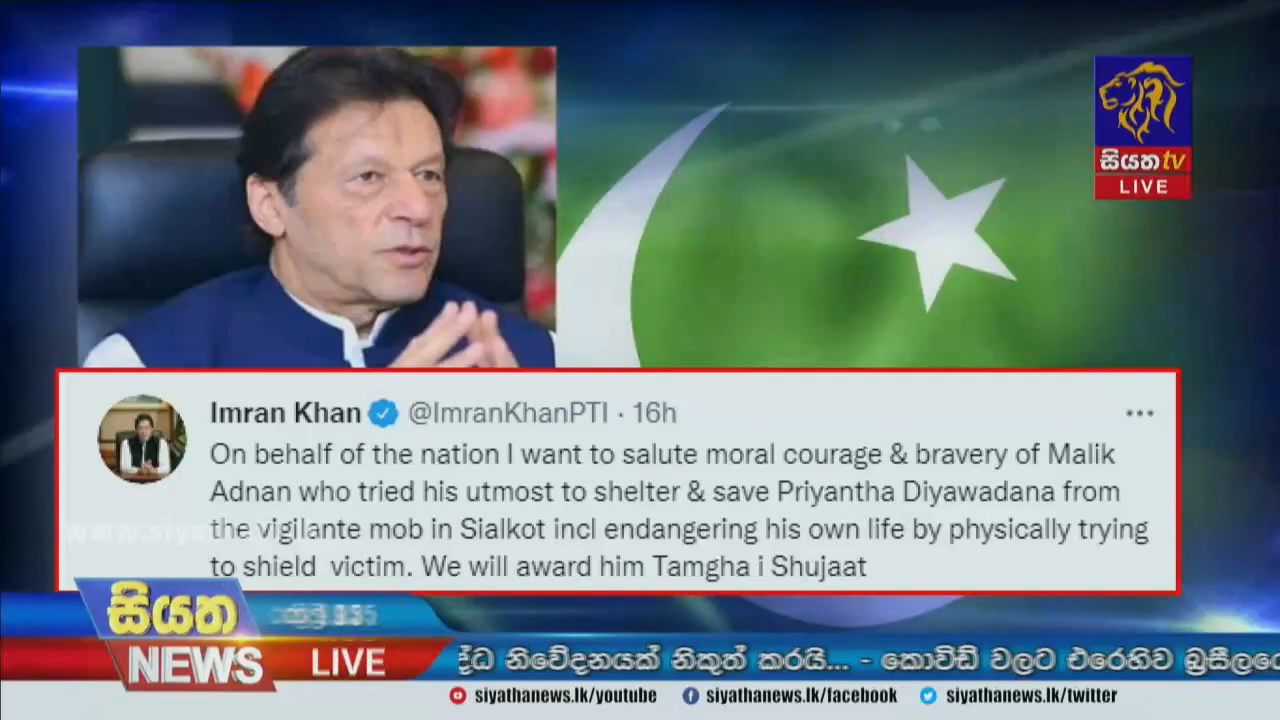 සියත tv
LIVE
Imran Khan @ImranKhanPTI · 16h
On behalf of the nation I want to salute moral courage & bravery of Malik
Adnan who tried his utmost to shelter & save Priyantha Diyawadana from
the vigilante mob in Sialkot incl endangering his own life by physically trying
to shield victim. We will award him Tamgha i Shujaat
සියත
NEWS LIVE
නිවේදනයක් නිකුත් කරයි... - කොවිඩ් වලට එරෙහිව
siyathanews.lk/youtube siyathanews.lk/facebook siyathanews.lk/twitter